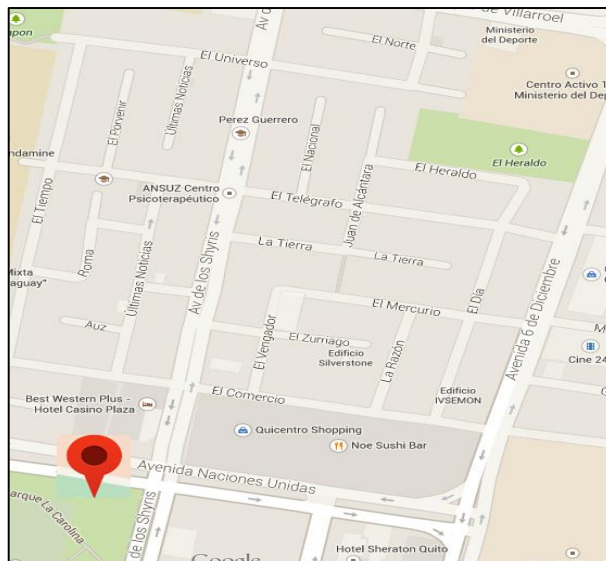 de Villarroel
Av d
Ministerio
del Deporte
El Norte
El Universo
Centro Activo 1
Ministerio del Dep
Últimas Noticias
El Porvenir
Perez Guerrero
El Nacional
El Heraldo
El Heraldo
ndamine
ANSUZ Centro
Psicoterapéutico
El Telégrafo
Juan de Alcántara
El Tiempo
Roma
Últimas Noticias
La Tierra
La Tierra
Av. de los Shyris
Mixta
aguay"
El Mercurio
El Día
Avenida 6 de Diciembre
M
Auz
El Vengador
El Zurriago
Edificio
Silverstone
La Razón
Cine 24
El Comercio
Edificio
IVSEMON
Best Western Plus -
Hotel Casino Plaza
Quicentro Shopping
Noe Sushi Bar
Avenida Naciones Unidas
arque La Carolina
de los Shyris
Google
Hotel Sheraton Quito